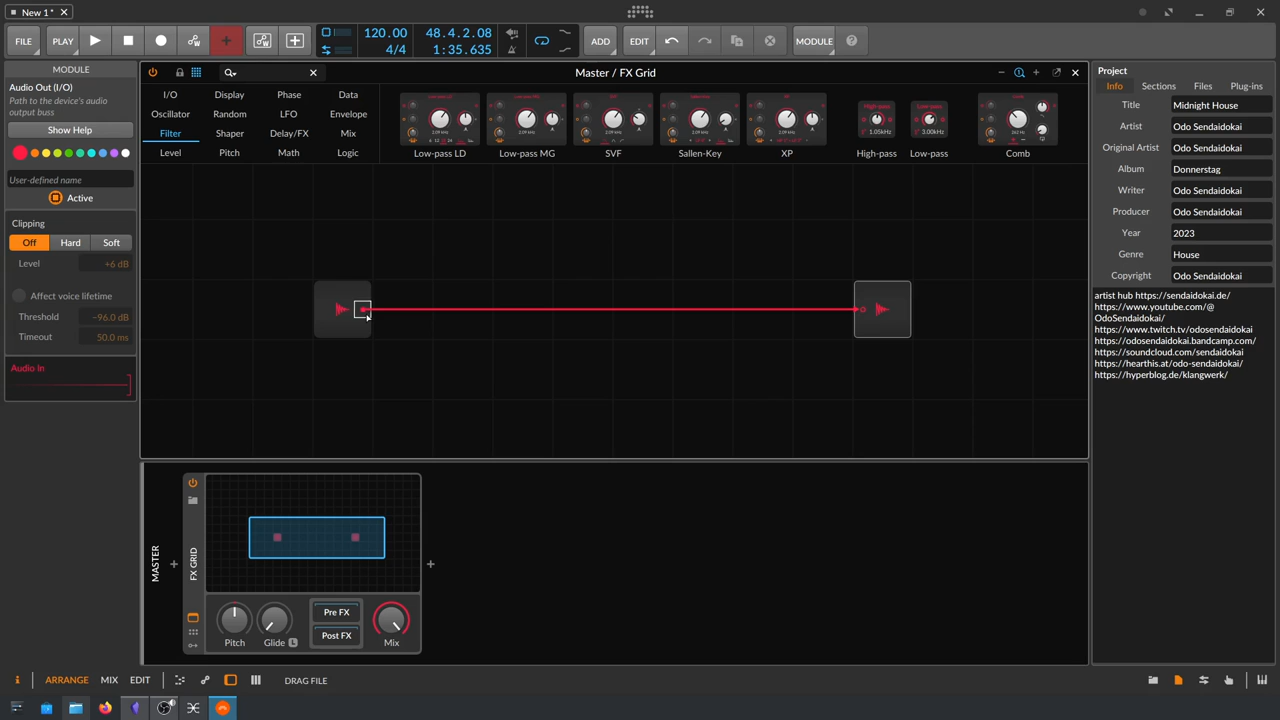 New 1 *
FILE
PLAY
120.00
4/4
48.4.2.08
1:35.635
ADD
EDIT
MODULE
MODULE
Audio Out (I/O)
Path to the device's audio
output buss
Show Help
User-defined name
Active
Clipping
Off
Hard
Soft
Level
+6 dB
Affect voice lifetime
Threshold
-96.0 dB
Timeout
50.0 ms
Audio In
Master / FX Grid
I/O
Display
Phase
Data
Oscillator
Random
LFO
Envelope
Filter
Shaper
Delay/FX
Mix
Level
Pitch
Math
Logic
Low-pass LD
Low-pass MG
SVF
Sallen-Key
XP
High-pass
1.05kHz
High-pass
Low-pass
3.00kHz
Low-pass
Comb
MASTER
FX GRID
Pitch
Glide
L
Pre FX
Post FX
Mix
Project
Info
Sections
Files
Plug-ins
Title
Midnight House
Artist
Odo Sendaidokai
Original Artist
Odo Sendaidokai
Album
Donnerstag
Writer
Odo Sendaidokai
Producer
Odo Sendaidokai
Year
2023
Genre
House
Copyright
Odo Sendaidokai
artist hub https://sendaidokai.de/
https://www.youtube.com/@
OdoSendaidokai/
https://www.twitch.tv/odosendaidokai
https://odosendaidokai.bandcamp.com/
https://soundcloud.com/sendaidokai
https://hearthis.at/odo-sendaidokai/
https://hyperblog.de/klangwerk/
i
ARRANGE
MIX
EDIT
DRAG FILE